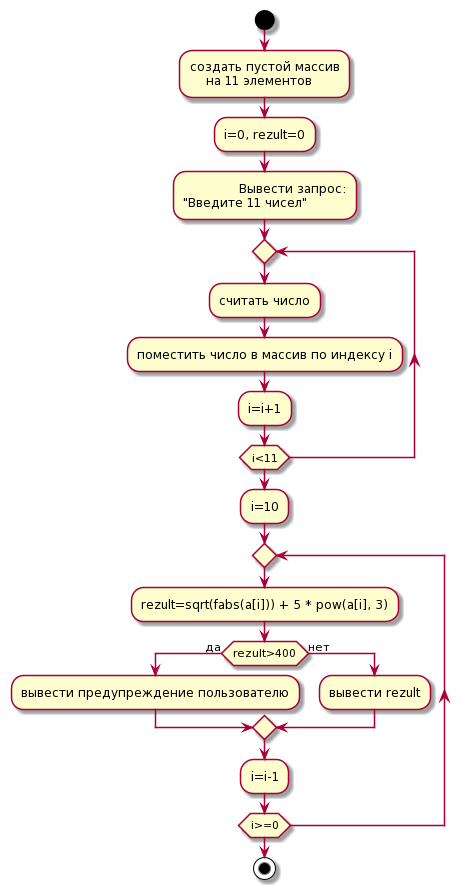 создать пустой массив
на 11 элементов
i=0, rezult=0
Вывести запрос:
"Введите 11 чисел"
считать число
поместить число в массив по индексу i
i=i+1
i<11
i=10
rezult=sqrt(fabs(a[i])) + 5 * pow(a[i], 3)
да
rezult>400
нет
вывести предупреждение пользователю
вывести rezult
i=i-1
i>=0